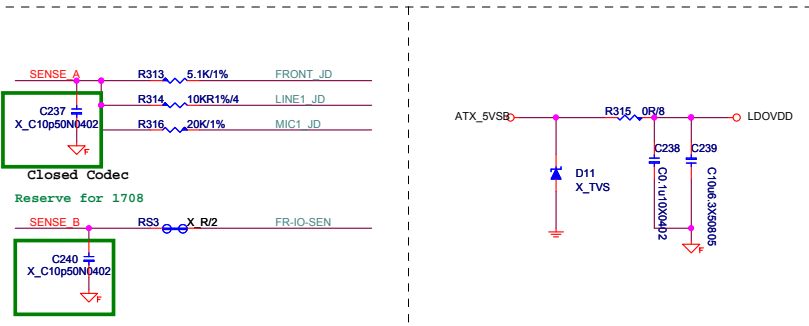 SENSE_A
R313
5.1K/1%
FRONT_JD
R314
10KR1%/4
LINE1_JD
C237
X_C10p50N0402
R316
20K/1%
MIC1_JD
F
Closed Codec
Reserve for 1708
SENSE_B
RS3
X_R/2
FR-IO-SEN
C240
X_C10p50N0402
F
ATX_5VSB
R315
0R/8
LDOVDD
D11
X_TVS
C238
C0.1u10X0402
C239
C10u6.3X50805
F